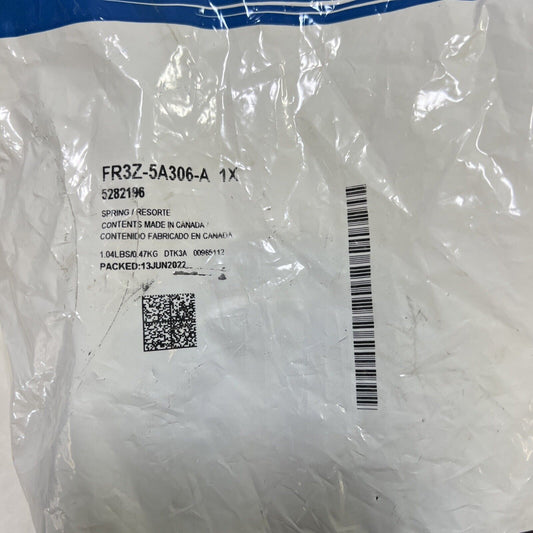 FR3Z-5A306-A 1X
5282196
SPRING / RESORTE
CONTENTS MADE IN CANADA /
CONTENIDO FABRICADO EN CANADA
1.04LBS/0.47KG DTK3A 00965112
PACKED:13JUN2022